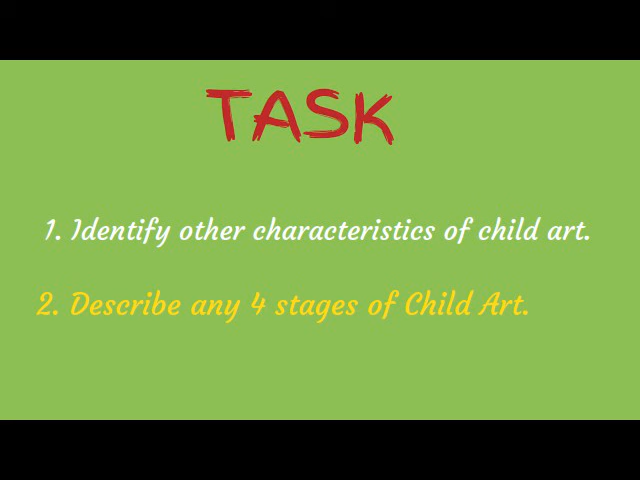 TASK
1. Identify other characteristics of child art.
2. Describe any 4 stages of Child Art.